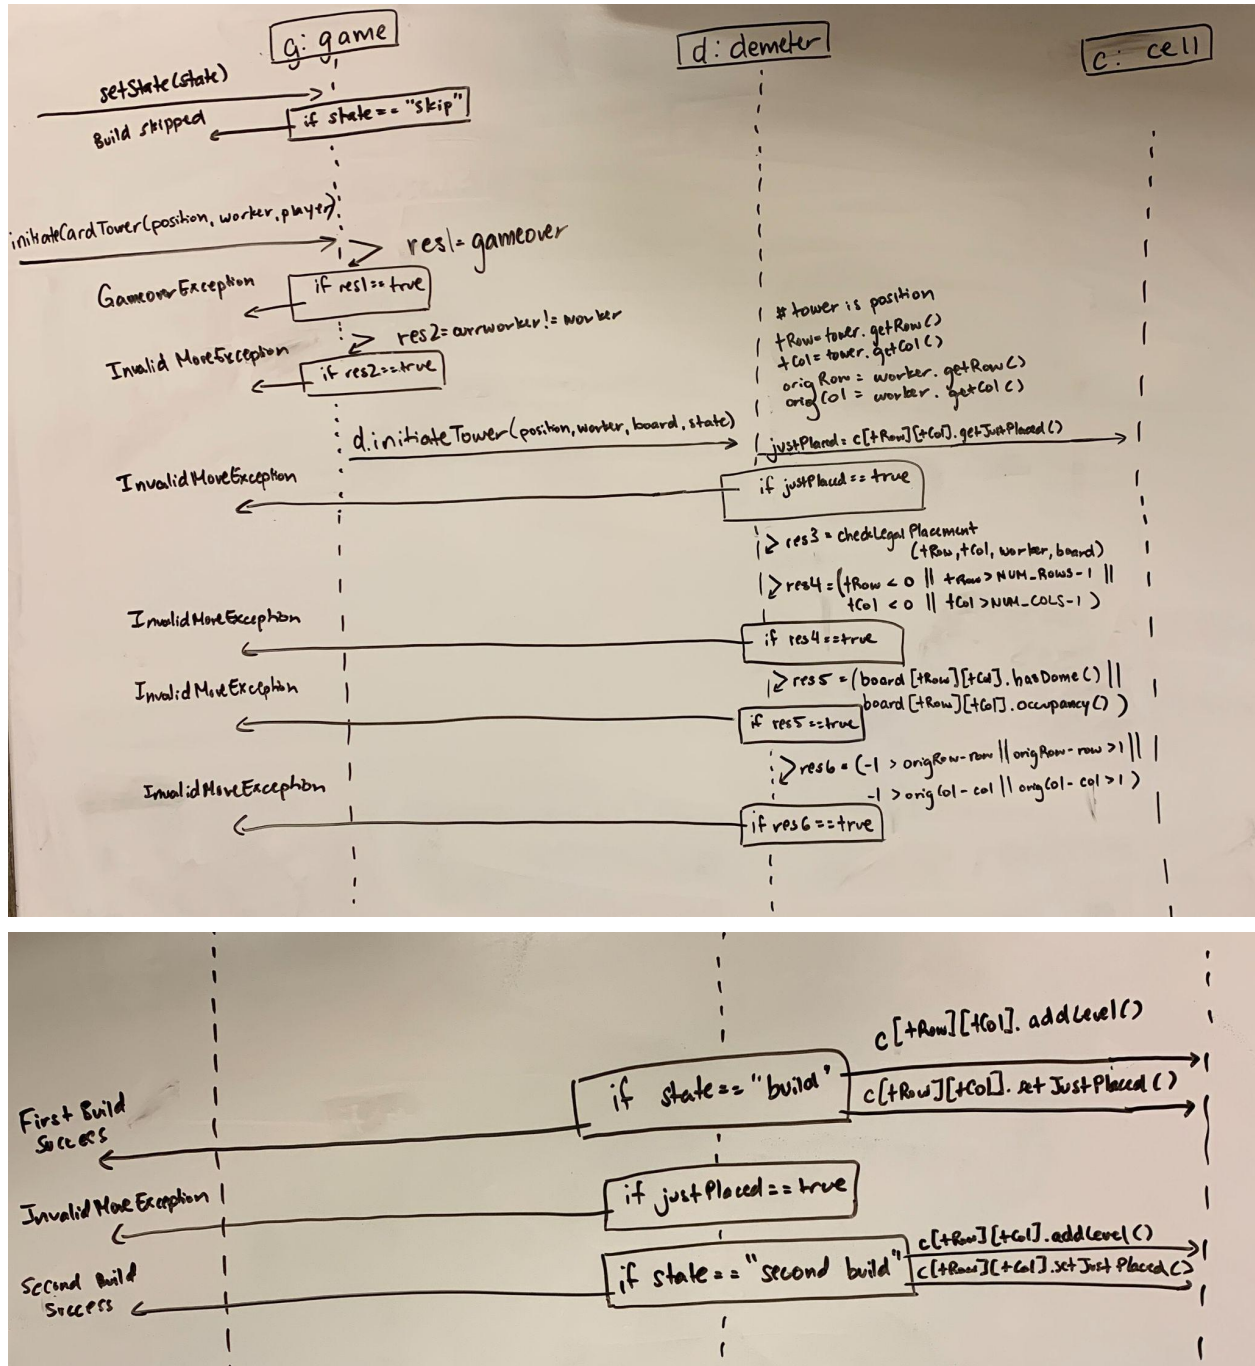 g: game
d: demeter
c: cell
setState(state)
if state== "skip"
Build skipped
initiateCardTower(position, worker, player)
res1= gameover
GameoverException
if res1==true
res2= currworker!= worker
InvalidMoveException
if res2==true
# tower is position
tRow= tower.getRow()
tCol= tower.getCol()
origRow = worker.getRow()
origCol = worker.getCol()
d.initiateTower(position, worker, board, state)
justPlaced= c[tRow][tCol].getJustPlaced()
InvalidMoveException
if justPlaced==true
res3 = checkLegalPlacement
(tRow, tCol, worker, board)
res4=(tRow < 0 || tRow > NUM_ROWS-1 ||
tCol < 0 || tCol > NUM_COLS-1 )
InvalidMoveException
if res4==true
res5 =(board [tRow][tCol].hasDome() ||
board[tRow][tCol].occupancy() )
InvalidMoveException
if res5==true
res6 = (-1 > origRow-row || origRow-row >1 ||
-1 > origCol-col || origCol-col >1 )
InvalidMoveException
if res6==true
c[tRow][tCol].addLevel()
if state== "build"
c[tRow][tCol].setJustPlaced()
First Build
Success
if justPlaced==true
InvalidMoveException
c[tRow][tCol].addLevel()
if state== "second build"
c[tRow][tCol].setJustPlaced()
Second Build
Success